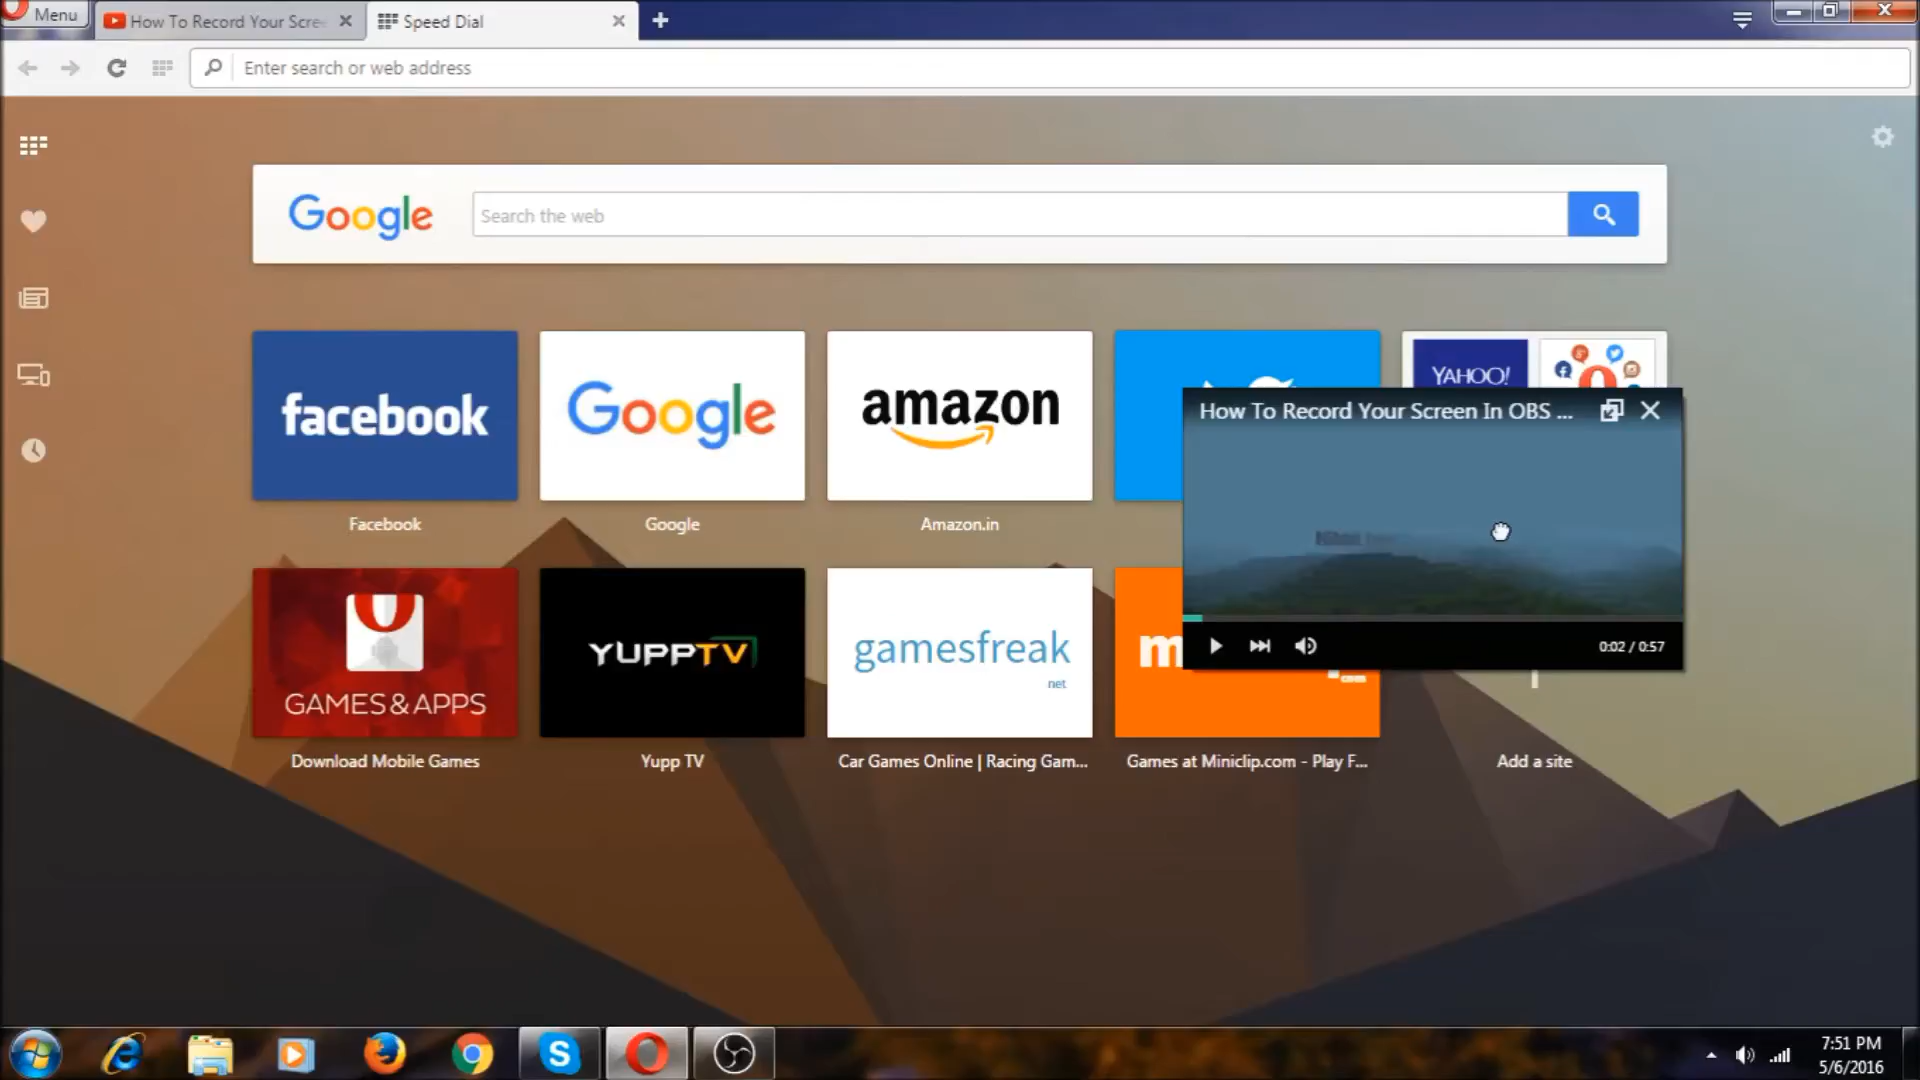 Menu
How To Record Your Scree
Speed Dial
Enter search or web address
Google
Search the web
facebook
Google
amazon
YAHOO!
How To Record Your Screen In OBS ...
Facebook
Google
Amazon.in
0:02 / 0:57
GAMES & APPS
YUPPTV
gamesfreak
net
m
.com
Download Mobile Games
Yupp TV
Car Games Online | Racing Gam...
Games at Miniclip.com - Play F...
Add a site
7:51 PM
5/6/2016